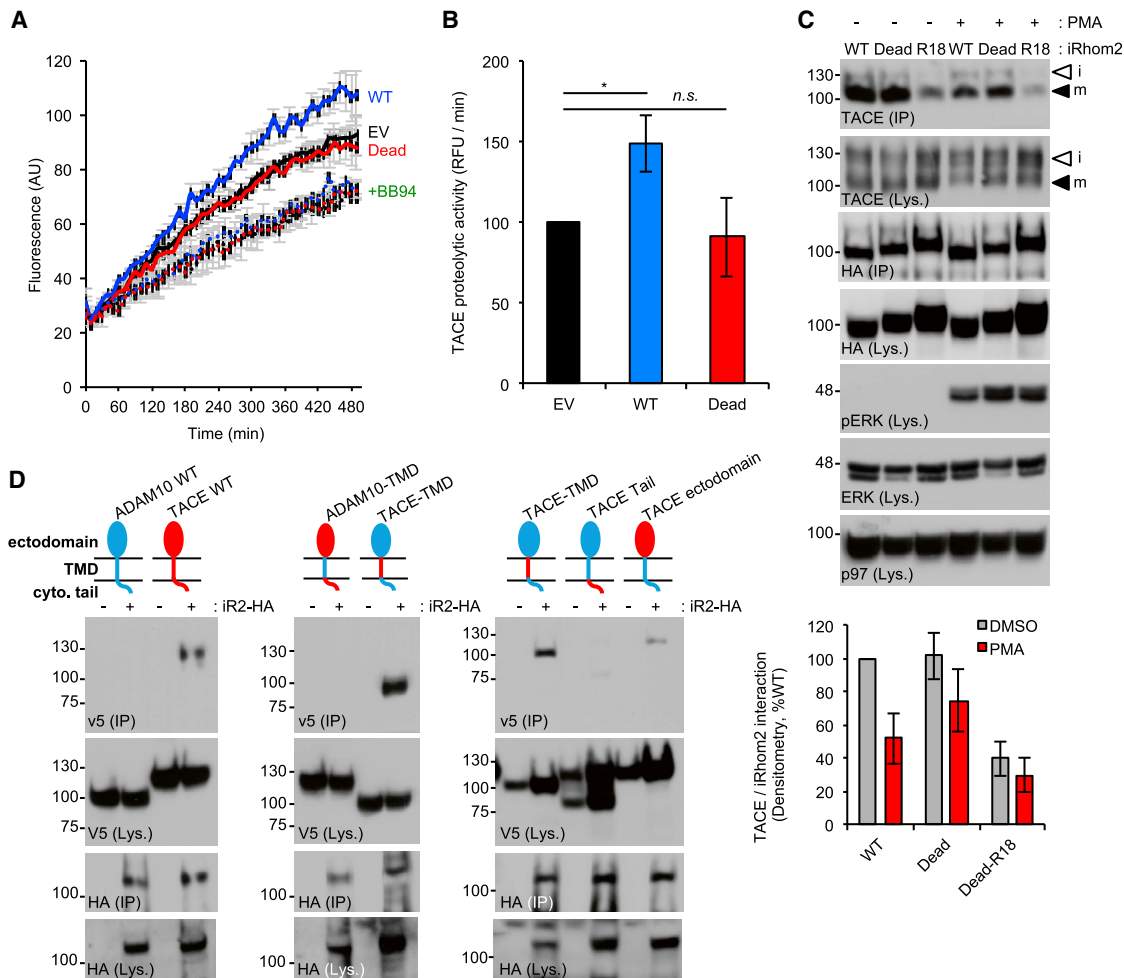 A
120
100
80
60
40
20
0
Fluorescence (AU)
WT
EV
Dead
+BB94
0 60 120 180 240 300 360 420 480
Time (min)
B
200
150
100
50
0
TACE proteolytic activity (RFU / min)
*
n.s.
EV WT Dead
C
- - - + + + : PMA
WT Dead R18 WT Dead R18 : iRhom2
130
100
i
m
TACE (IP)
130
100
i
m
TACE (Lys.)
100
HA (IP)
100
HA (Lys.)
48
pERK (Lys.)
48
ERK (Lys.)
100
p97 (Lys.)
120
100
80
60
40
20
0
TACE / iRhom2 interaction
(Densitometry, %WT)
DMSO
PMA
WT
Dead
Dead-R18
D
ADAM10 WT
TACE WT
ADAM10-TMD
TACE-TMD
TACE-TMD
TACE Tail
TACE ectodomain
ectodomain
TMD
cyto. tail
- + - + : iR2-HA
130
100
75
v5 (IP)
130
100
75
V5 (Lys.)
100
HA (IP)
100
HA (Lys.)
- + - + : iR2-HA
130
100
75
v5 (IP)
130
100
75
V5 (Lys.)
100
HA (IP)
100
HA (Lys.)
- + - + - + : iR2-HA
130
100
75
v5 (IP)
130
100
75
V5 (Lys.)
100
HA (IP)
100
HA (Lys.)